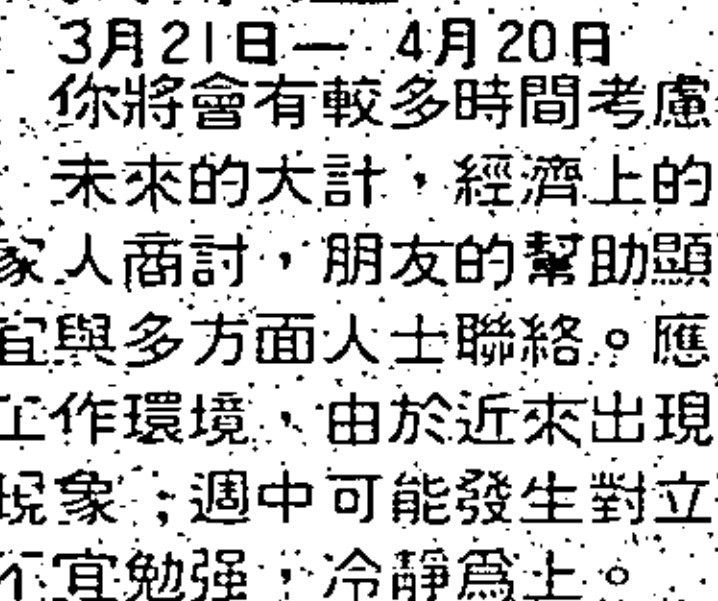 3月21日— 4月20日
你將會有較多時間考慮
未來的大計，經濟上的
家人商討，朋友的幫助顯
宜與多方面人士聯絡。應
工作環境、由於近來出現
現象；週中可能發生對立
不宜勉强；冷靜爲上。